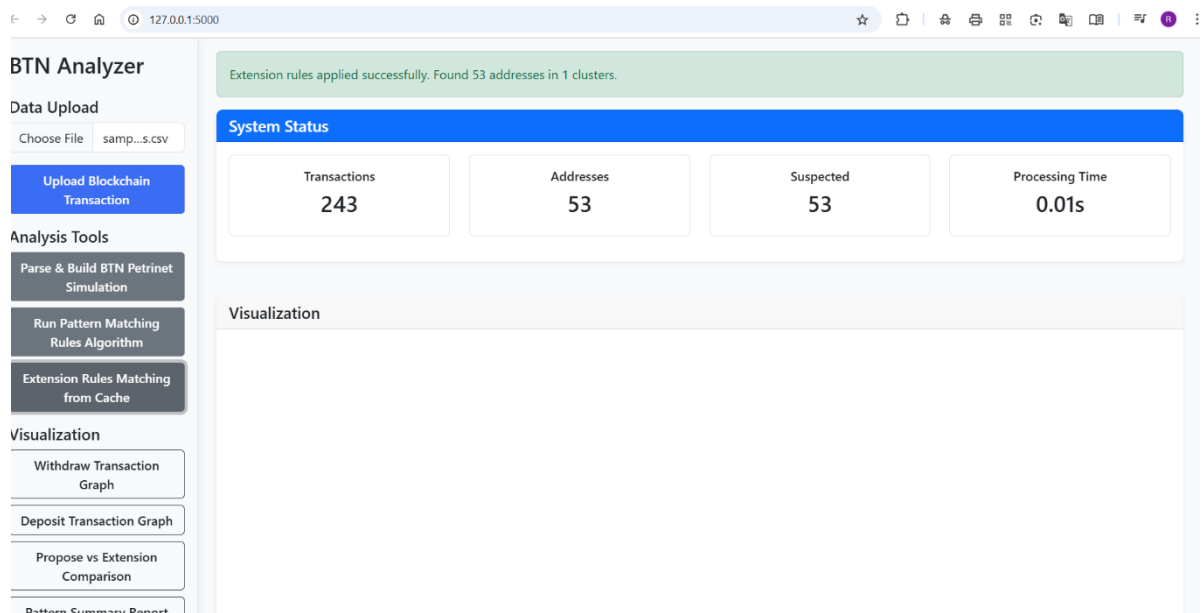 127.0.0.1:5000
R
BTN Analyzer
Data Upload
Choose File samp...s.csv
Upload Blockchain
Transaction
Analysis Tools
Parse & Build BTN Petrinet
Simulation
Run Pattern Matching
Rules Algorithm
Extension Rules Matching
from Cache
Visualization
Withdraw Transaction
Graph
Deposit Transaction Graph
Propose vs Extension
Comparison
Pattern Summary Report
Extension rules applied successfully. Found 53 addresses in 1 clusters.
System Status
Transactions
243
Addresses
53
Suspected
53
Processing Time
0.01s
Visualization